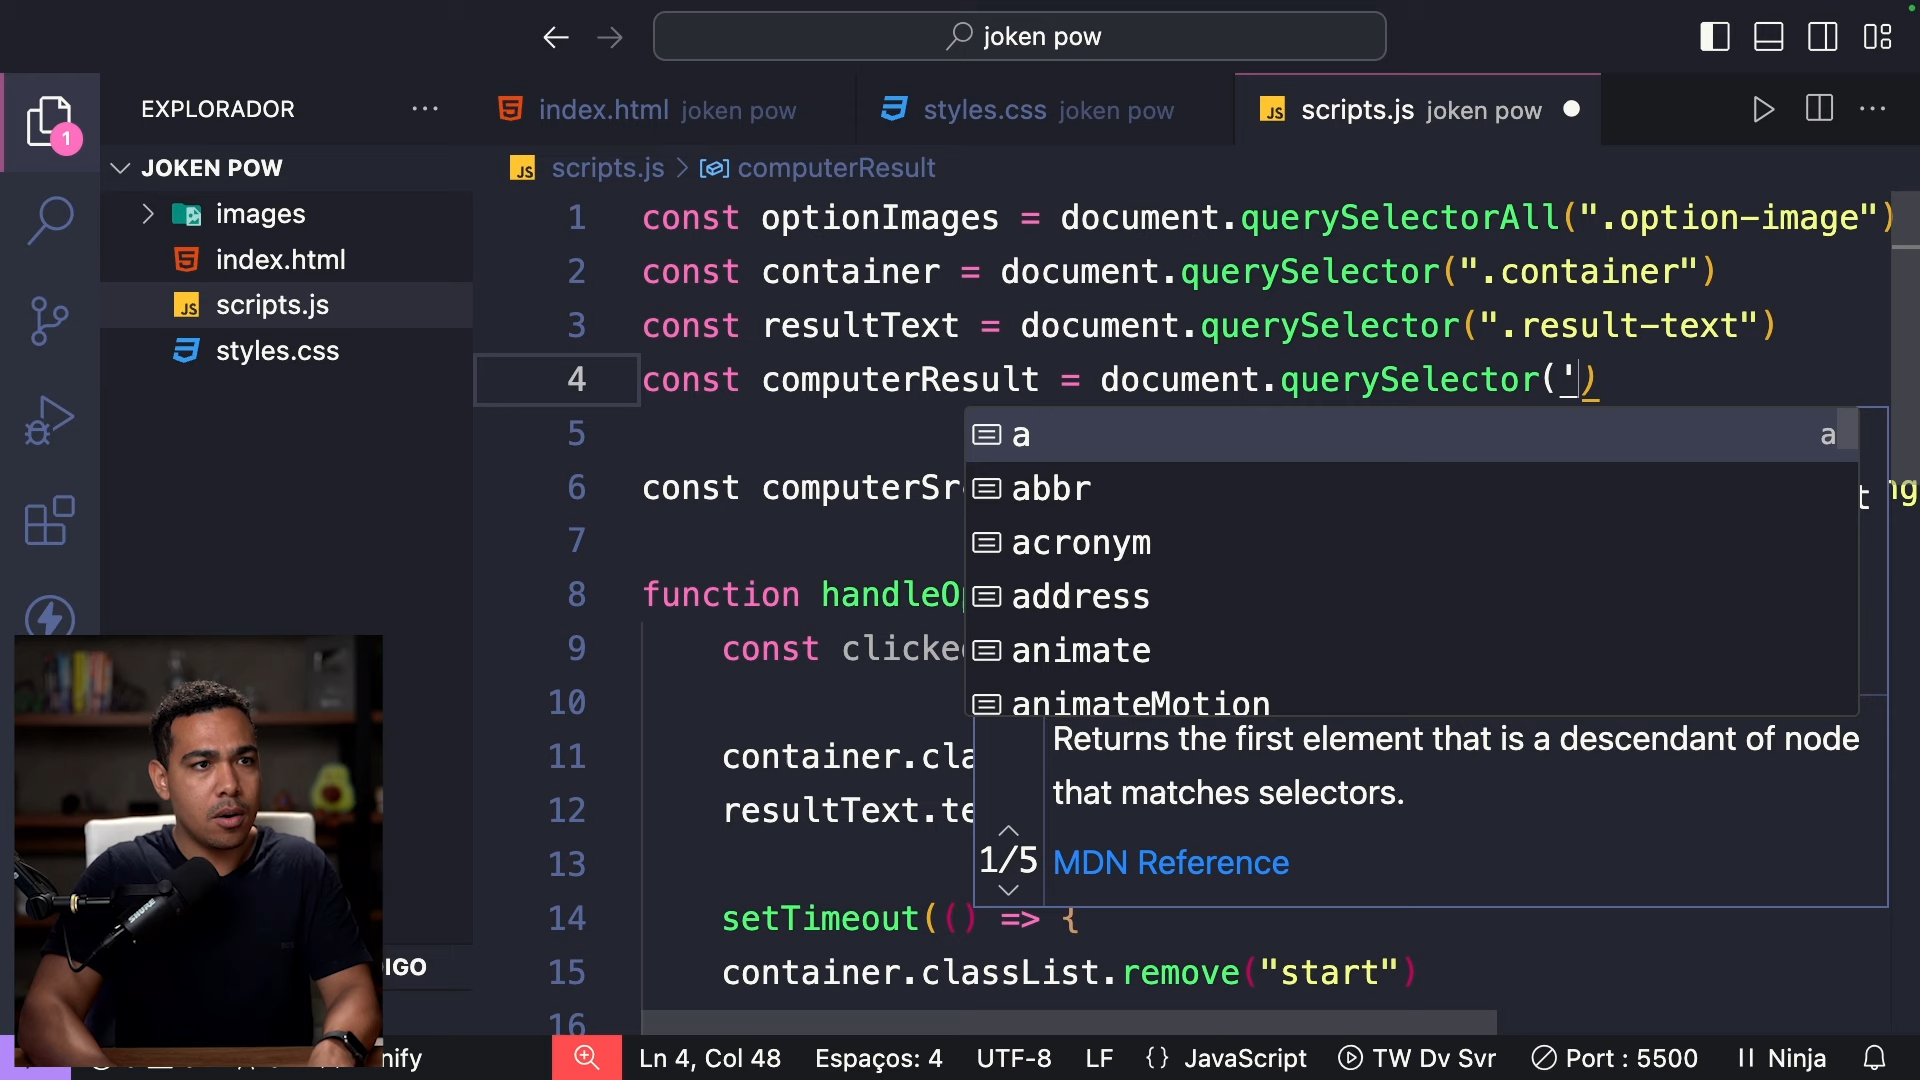 joken pow
EXPLORADOR
index.html joken pow
styles.css joken pow
scripts.js joken pow
1
JOKEN POW
scripts.js > computerResult
images
index.html
scripts.js
styles.css
1 const optionImages = document.querySelectorAll(".option-image")
2 const container = document.querySelector(".container")
3 const resultText = document.querySelector(".result-text")
4 const computerResult = document.querySelector(')
5
a a
6 const computerSr
abbr
7
acronym
8 function handleO
address
9 const clicke
animate
10
animateMotion
Returns the first element that is a descendant of node
that matches selectors.
1/5
MDN Reference
11 container.cla
12 resultText.te
13
14 setTimeout(() => {
15 container.classList.remove("start")
16
IGO
SHURE
nify
Ln 4, Col 48 Espaços: 4 UTF-8 LF {} JavaScript TW Dv Svr Port : 5500 Ninja